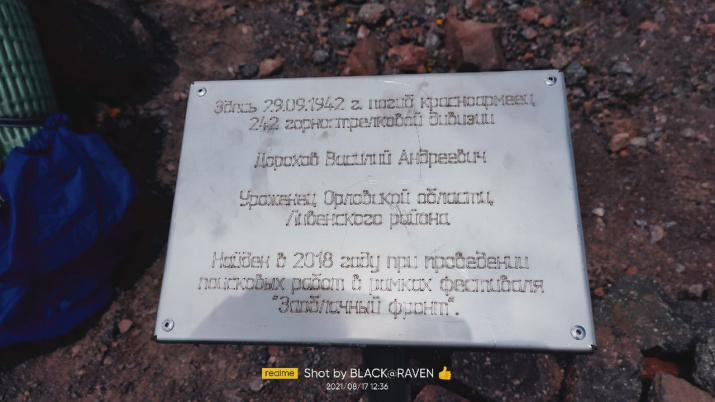 Здесь 29.09.1942 г. погиб красноармеец
242 горнострелковой дивизии
Дорохов Василий Андреевич
Уроженец Орловской области,
Ливенского района
Найден в 2018 году при проведении
поисковых работ в рамках фестиваля
"Заоблачный фронт".
realme Shot by BLACK@RAVEN 👍
2021/08/17 12:36